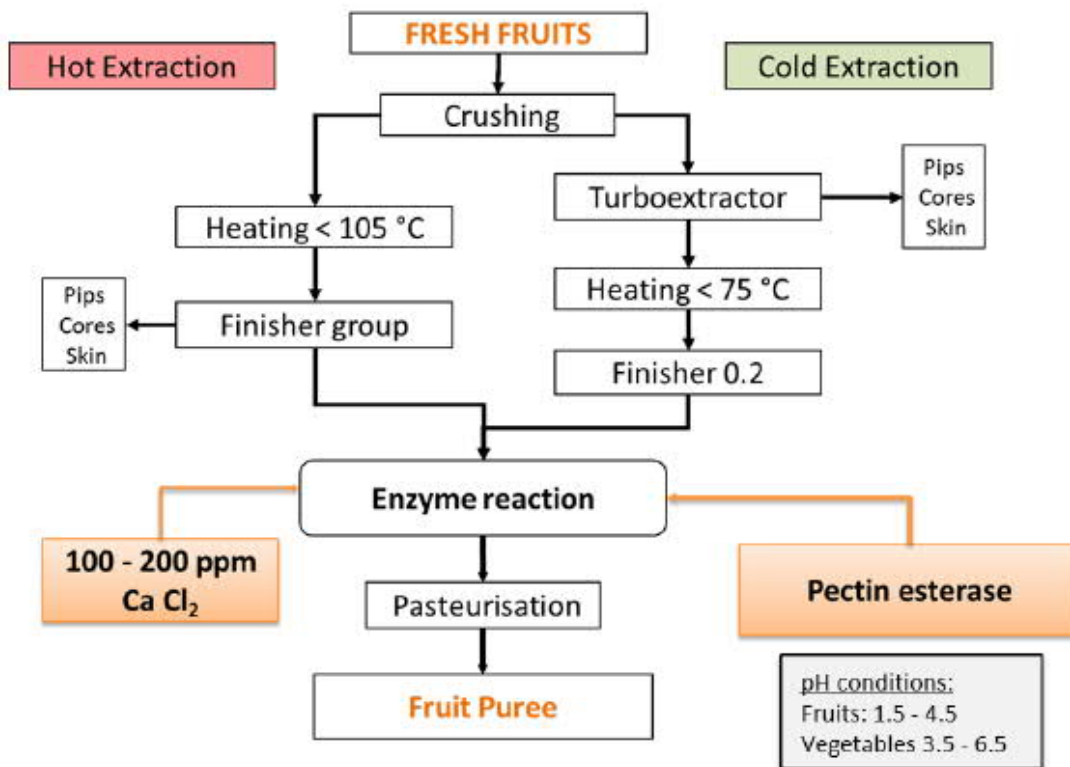 FRESH FRUITS
Hot Extraction
Cold Extraction
Crushing
Turboextractor
Pips
Cores
Skin
Heating < 105 °C
Heating < 75 °C
Pips
Cores
Skin
Finisher group
Finisher 0.2
Enzyme reaction
100 - 200 ppm
Ca Cl₂
Pectin esterase
Pasteurisation
Fruit Puree
pH conditions:
Fruits: 1.5 - 4.5
Vegetables 3.5 - 6.5